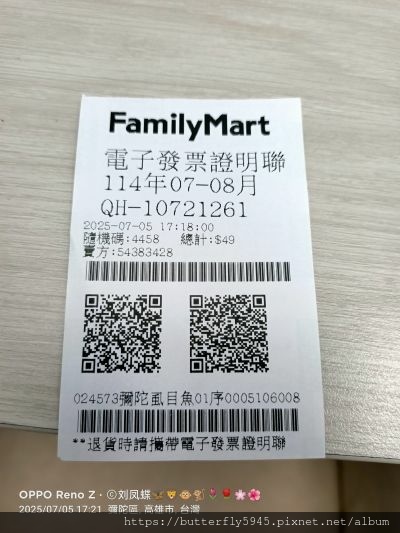 FamilyMart
電子發票證明聯
114年07-08月
QH-10721261
2025-07-05 17:18:00
隨機碼:4458 總計:$49
賣方:54383428
024573彌陀虱目魚01序0005106008
**退貨時請攜帶電子發票證明聯
OPPO Reno Z · ©刘凤蝶🦋🦁🐵🐒🌷🌹🌸🌺
2025/07/05 17:21 彌陀區, 高雄市, 台灣
https://butterfly5945.pixnet.net/album